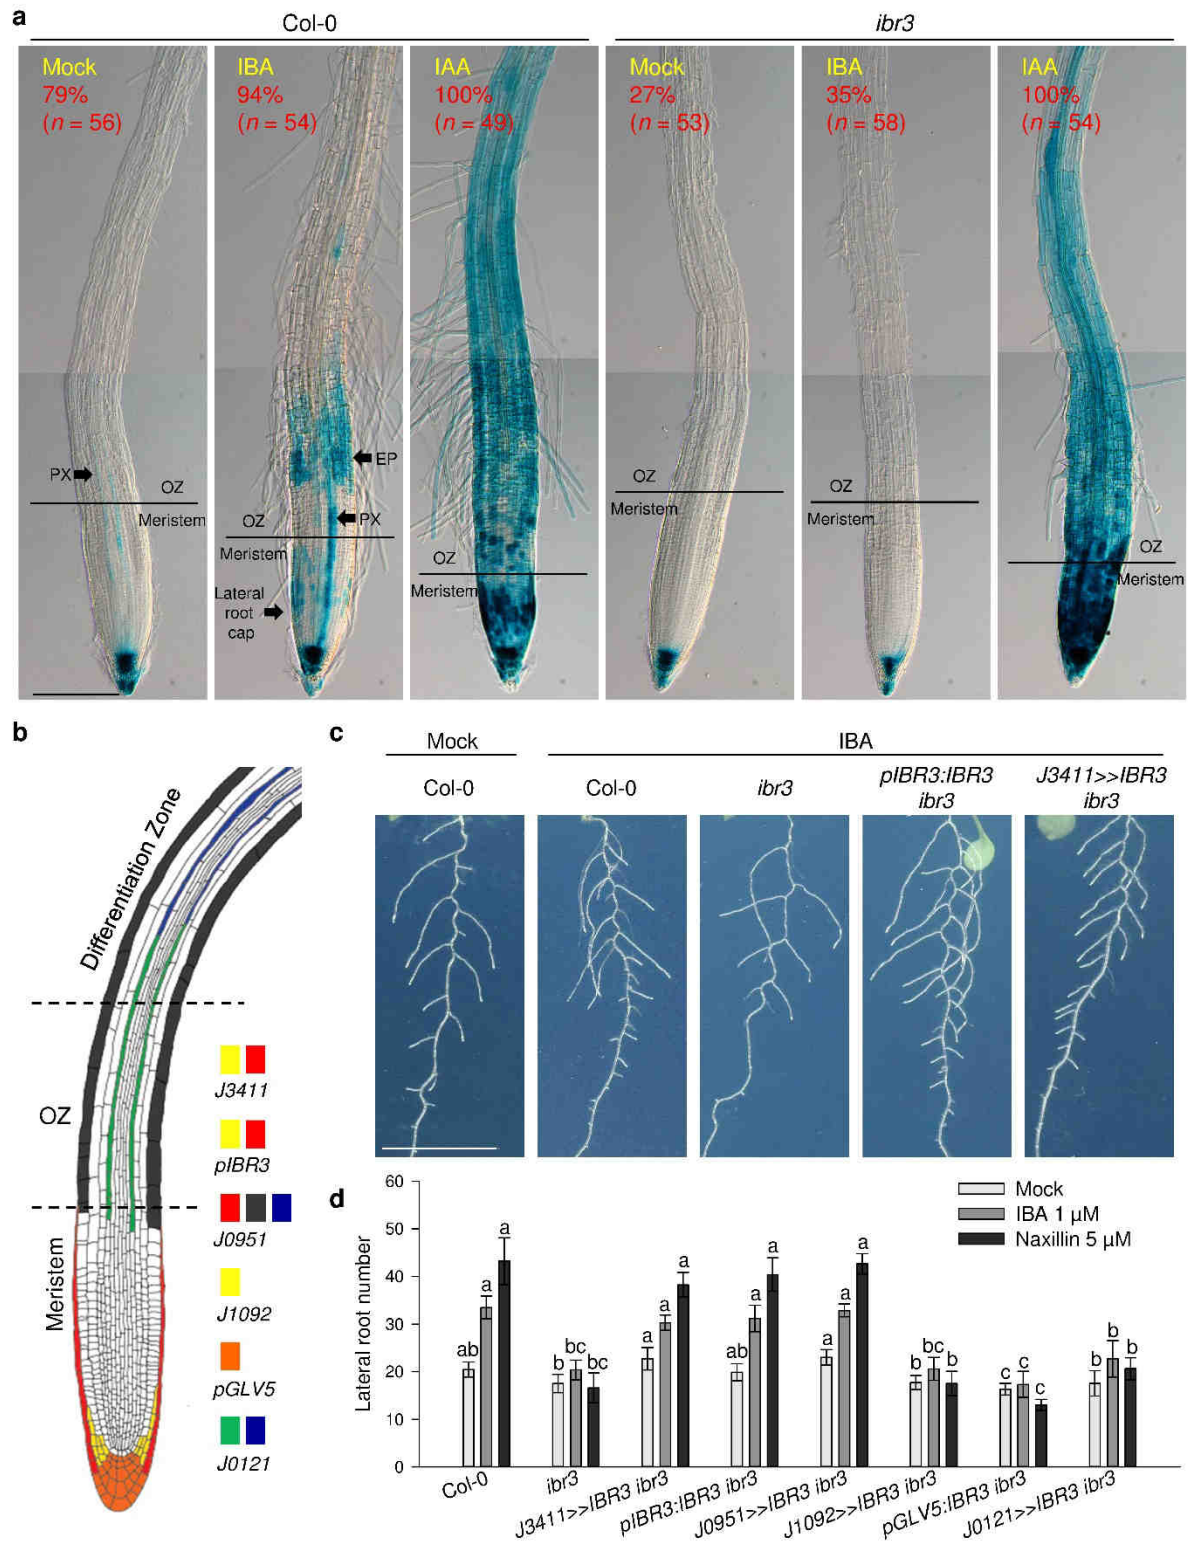 a
Col-0
ibr3
Mock
79%
(n = 56)
IBA
94%
(n = 54)
IAA
100%
(n = 49)
Mock
27%
(n = 53)
IBA
35%
(n = 58)
IAA
100%
(n = 54)
PX
OZ
Meristem
EP
PX
OZ
Meristem
Lateral
root
cap
OZ
Meristem
OZ
Meristem
OZ
Meristem
OZ
Meristem
b
Differentiation Zone
OZ
Meristem
J3411
pIBR3
J0951
J1092
pGLV5
J0121
c
Mock
IBA
Col-0
Col-0
ibr3
pIBR3:IBR3
ibr3
J3411>>IBR3
ibr3
d
Lateral root number
60
50
40
30
20
10
0
Mock
IBA 1 µM
Naxillin 5 µM
ab a a
b bc bc
a a a
ab a a
a a a
b bc b
c c c
b b b
Col-0
ibr3
J3411>>IBR3 ibr3
pIBR3:IBR3 ibr3
J0951>>IBR3 ibr3
J1092>>IBR3 ibr3
pGLV5:IBR3 ibr3
J0121>>IBR3 ibr3